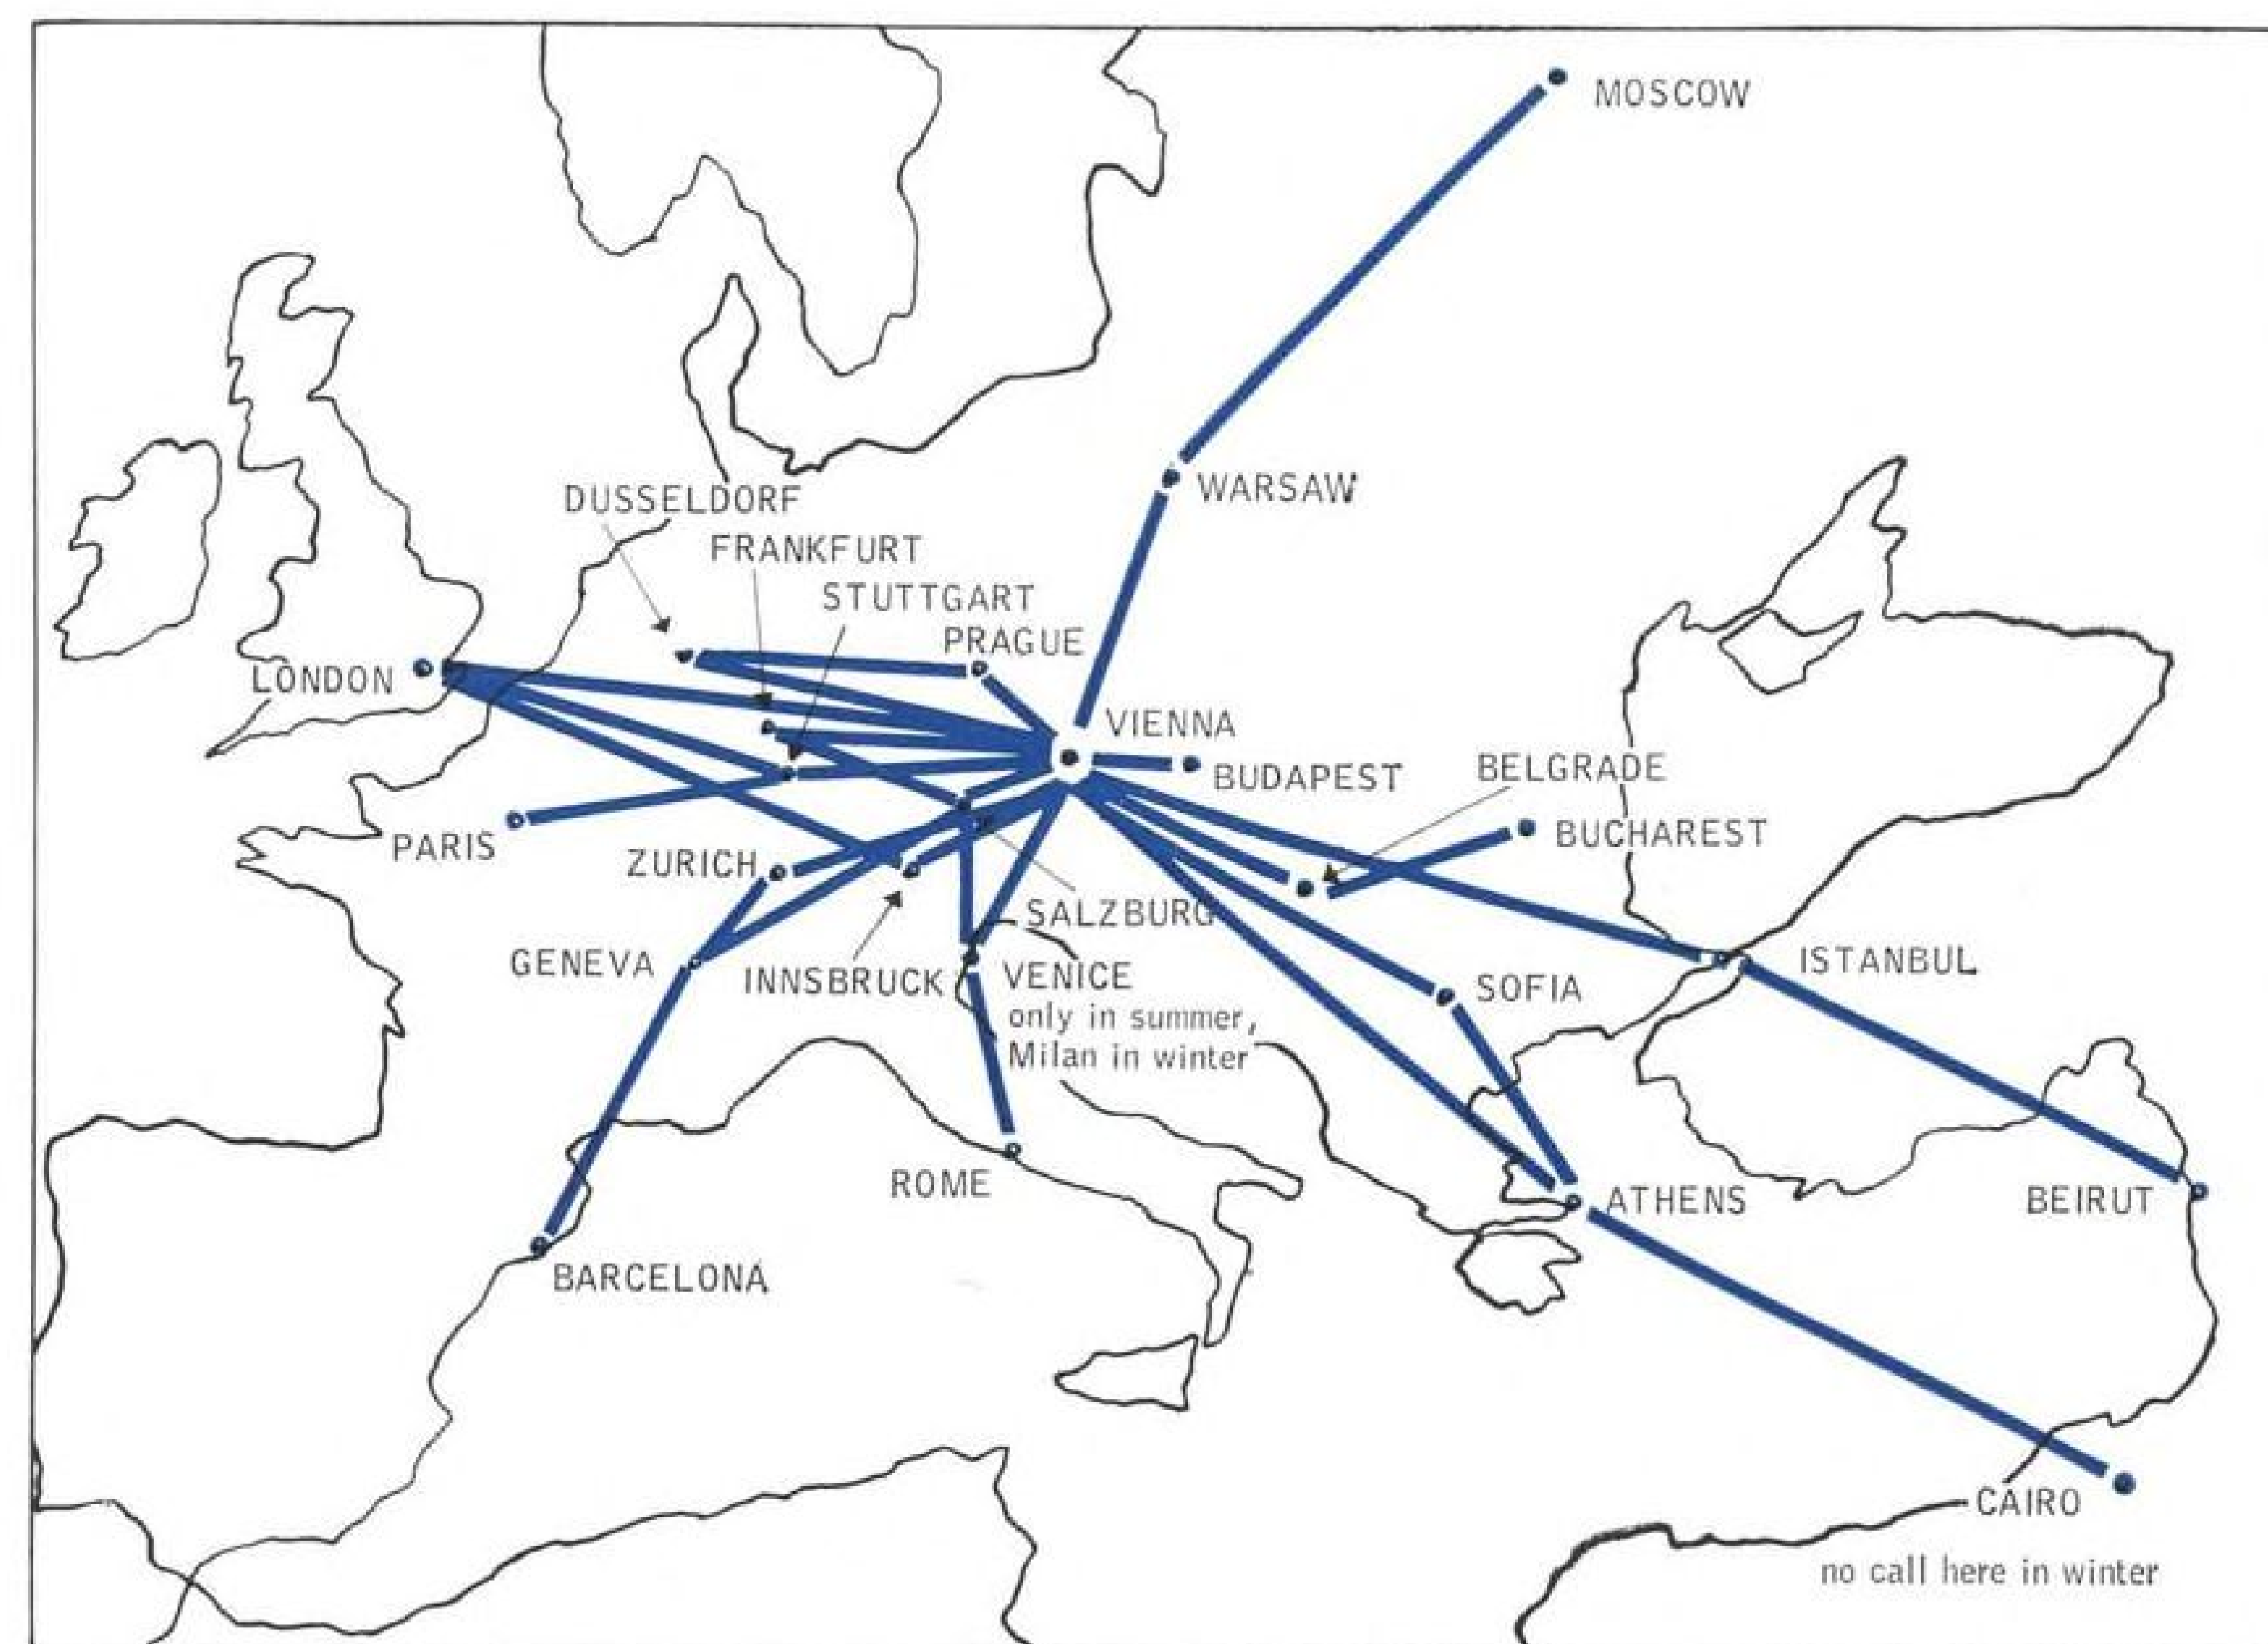 MOSCOW
WARSAW
DUSSELDORF
FRANKFURT
STUTTGART
PRAGUE
LONDON
VIENNA
BUDAPEST
BELGRADE
PARIS
BUCHAREST
ZURICH
SALZBURG
GENEVA
INNSBRUCK
VENICE
only in summer,
Milan in winter
ISTANBUL
SOFIA
ROME
ATHENS
BEIRUT
BARCELONA
CAIRO
no call here in winter